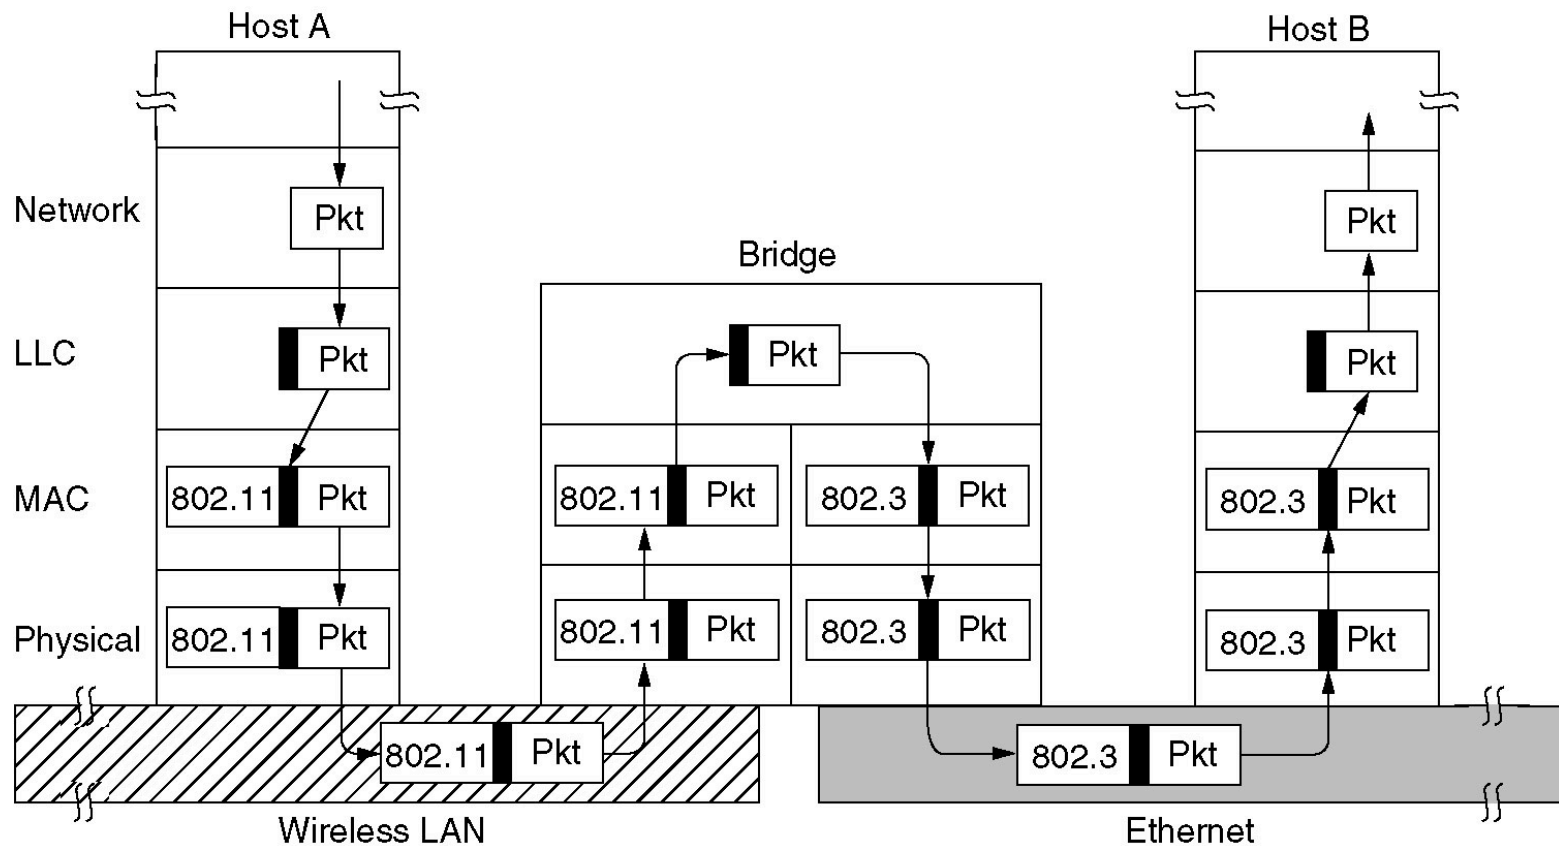 Host A
Host B
Network
Pkt
Pkt
Bridge
LLC
Pkt
Pkt
Pkt
MAC
802.11 Pkt
802.11 Pkt
802.3 Pkt
802.3 Pkt
Physical
802.11 Pkt
802.11 Pkt
802.3 Pkt
802.3 Pkt
802.11 Pkt
802.3 Pkt
Wireless LAN
Ethernet